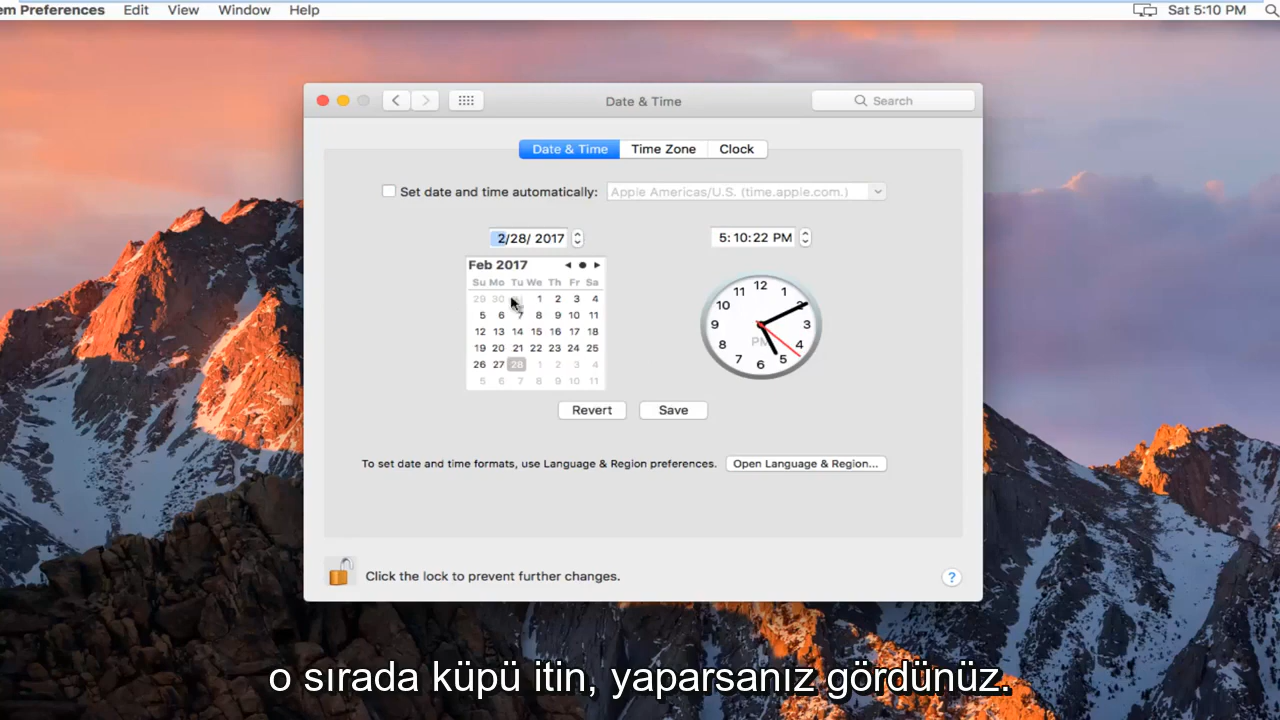 em Preferences Edit View Window Help Sat 5:10 PM
Date & Time Search
Date & Time Time Zone Clock
Set date and time automatically: Apple Americas/U.S. (time.apple.com.)
2/28/ 2017 5:10:22 PM
Feb 2017
Su Mo Tu We Th Fr Sa
29 30 1 2 3 4
5 6 7 8 9 10 11
12 13 14 15 16 17 18
19 20 21 22 23 24 25
26 27 28 1 2 3 4
5 6 7 8 9 10 11
12 1 2 3 4 5 6 7 8 9 10 11
PM
Revert Save
To set date and time formats, use Language & Region preferences. Open Language & Region...
Click the lock to prevent further changes. ?
o sırada küpü itin, yaparsanız gördünüz.